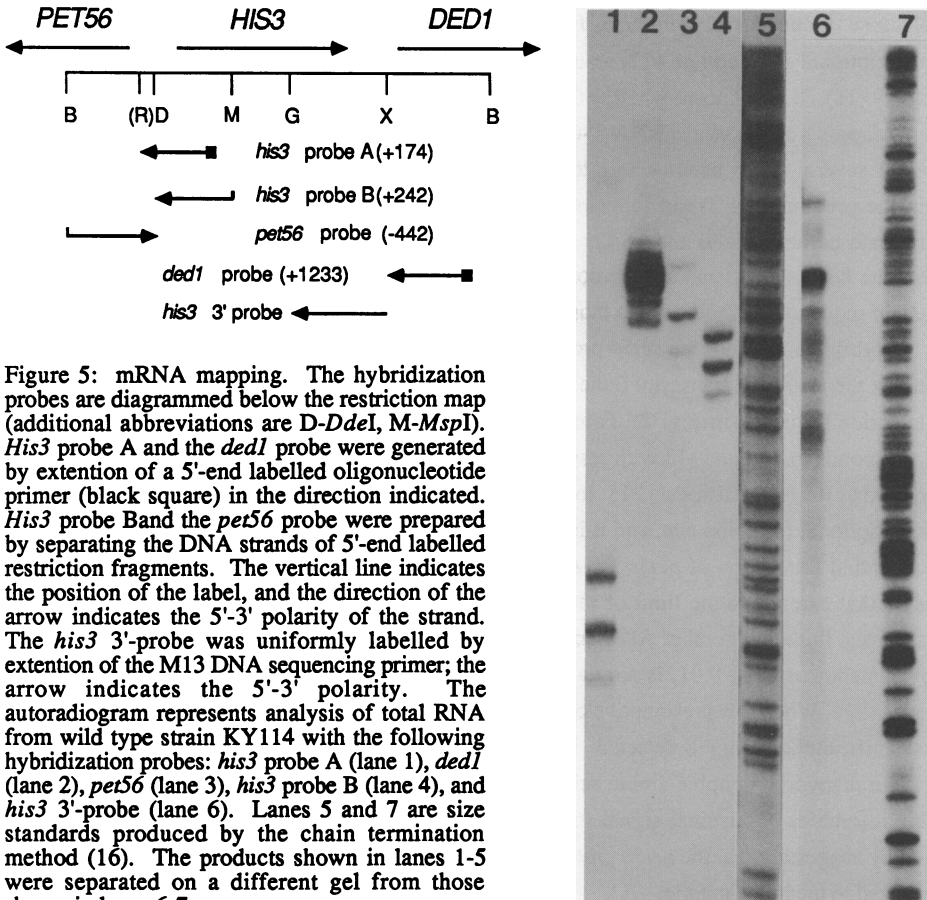 PET56 HIS3 DED1
B (R)D M G X B
his3 probe A(+174)
his3 probe B(+242)
pet56 probe (-442)
ded1 probe (+1233)
his3 3' probe
Figure 5: mRNA mapping. The hybridization
probes are diagrammed below the restriction map
(additional abbreviations are D-DdeI, M-MspI).
His3 probe A and the ded1 probe were generated
by extention of a 5'-end labelled oligonucleotide
primer (black square) in the direction indicated.
His3 probe Band the pet56 probe were prepared
by separating the DNA strands of 5'-end labelled
restriction fragments. The vertical line indicates
the position of the label, and the direction of the
arrow indicates the 5'-3' polarity of the strand.
The his3 3'-probe was uniformly labelled by
extention of the M13 DNA sequencing primer; the
arrow indicates the 5'-3' polarity. The
autoradiogram represents analysis of total RNA
from wild type strain KY114 with the following
hybridization probes: his3 probe A (lane 1), ded1
(lane 2), pet56 (lane 3), his3 probe B (lane 4), and
his3 3'-probe (lane 6). Lanes 5 and 7 are size
standards produced by the chain termination
method (16). The products shown in lanes 1-5
were separated on a different gel from those
1 2 3 4 5 6 7